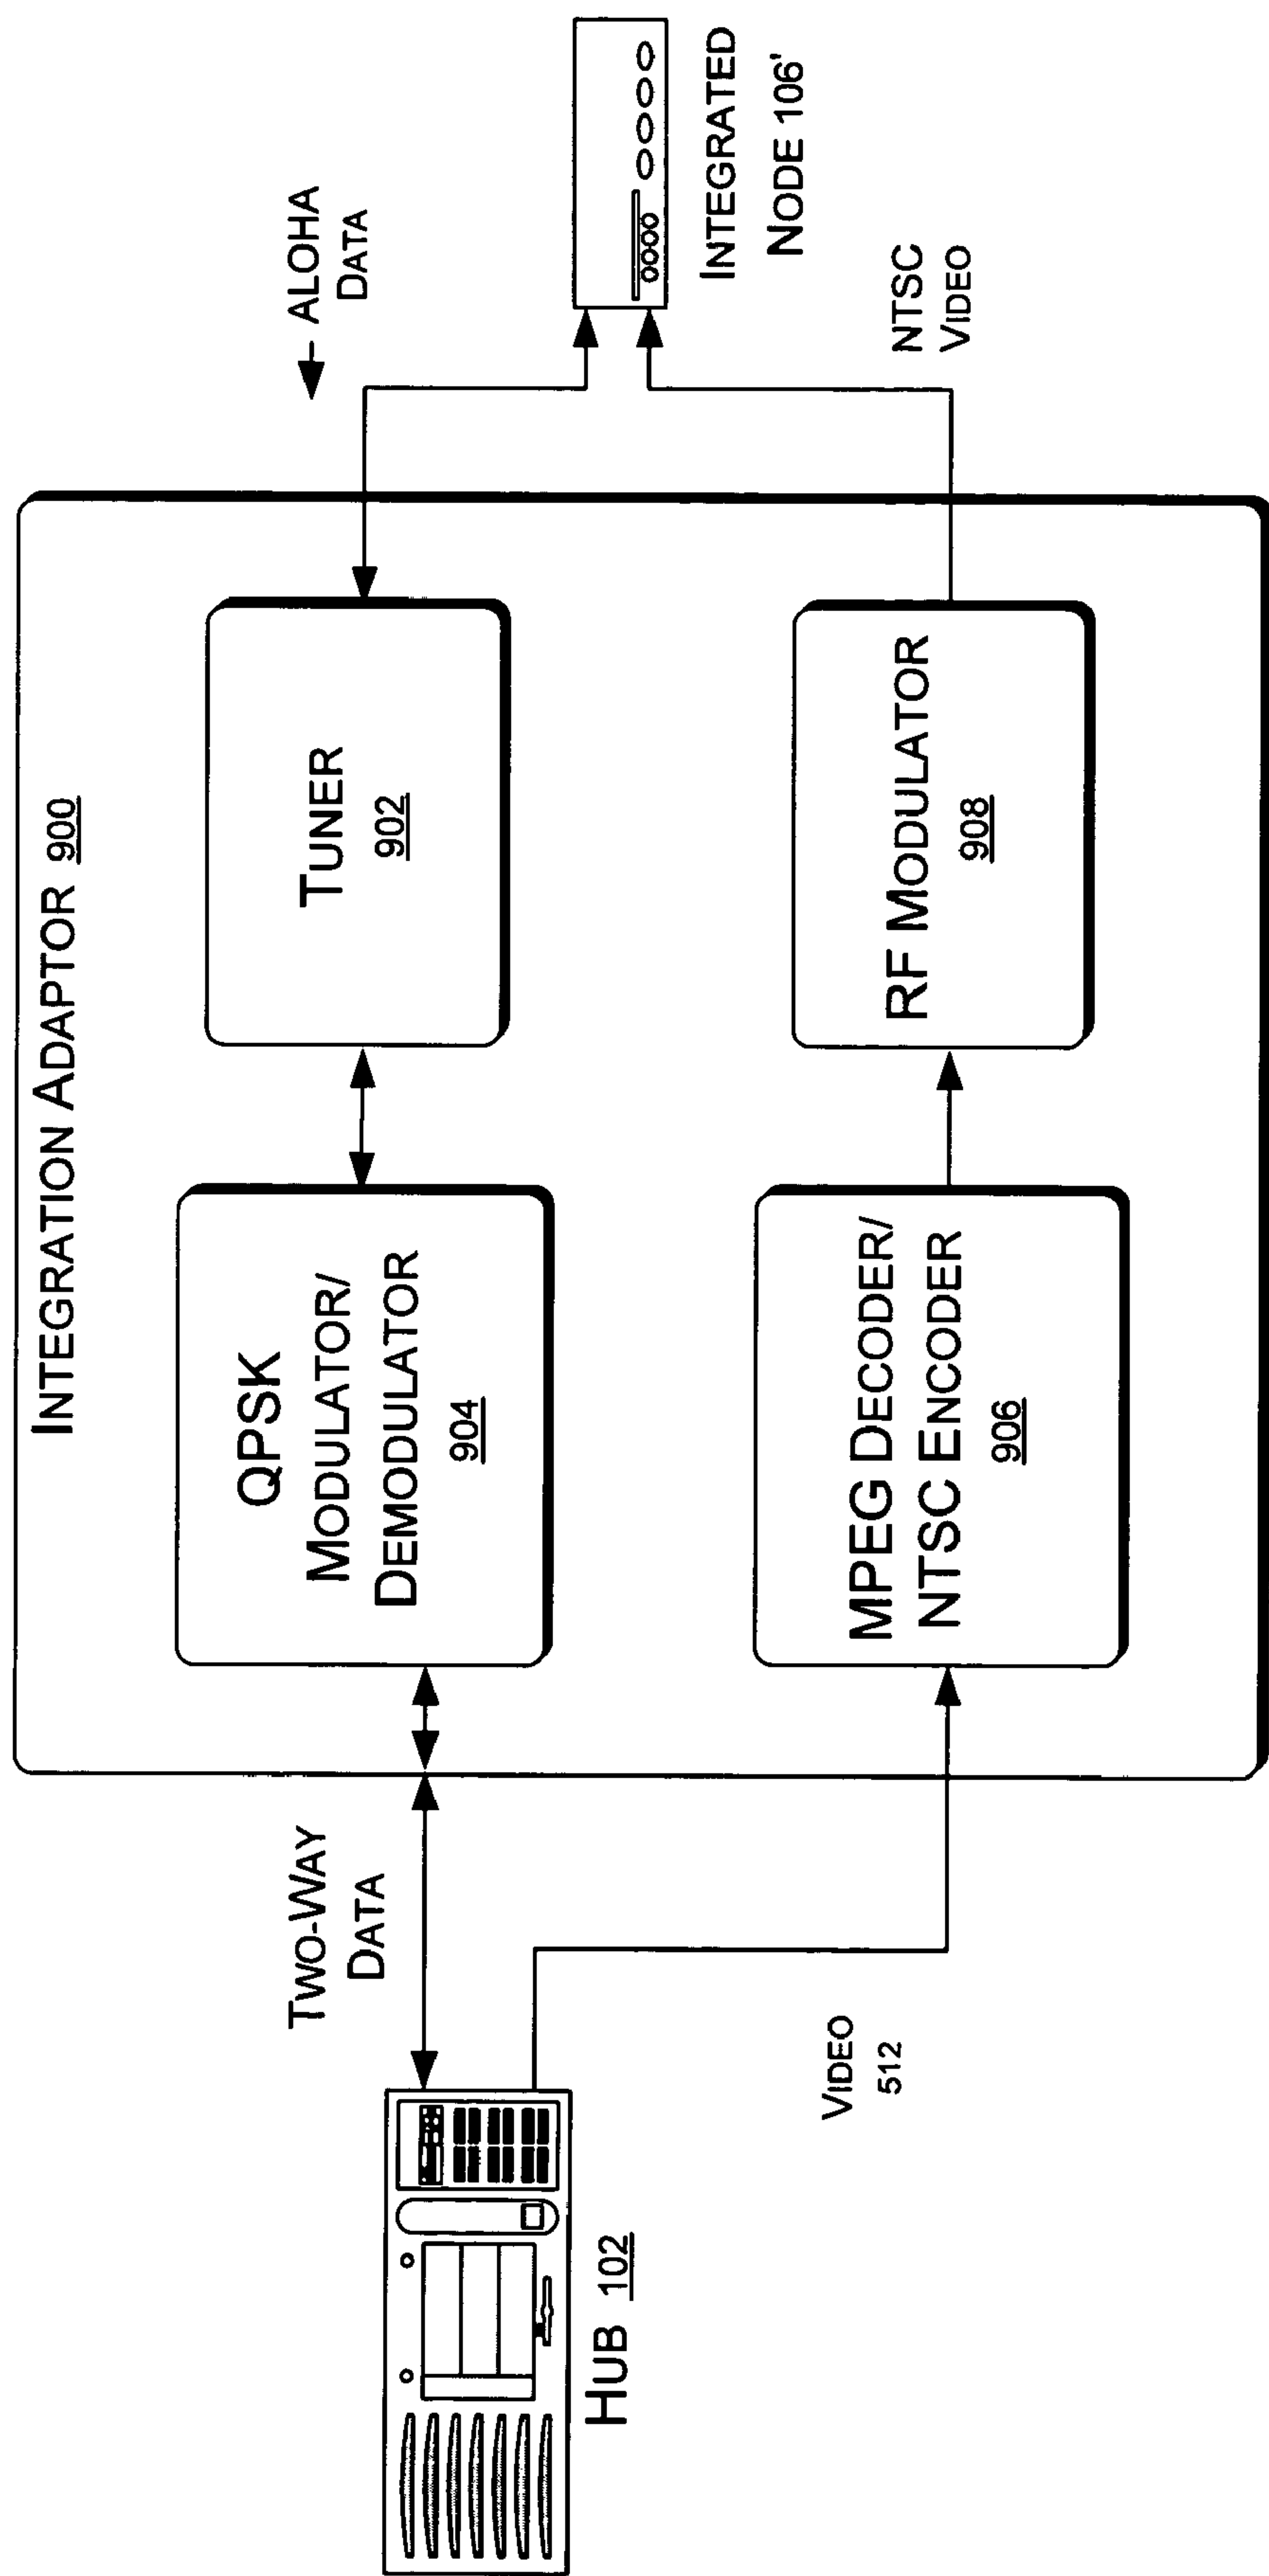 INTEGRATION ADAPTOR 900
TWO-WAY
DATA
QPSK
MODULATOR/
DEMODULATOR
904
TUNER
902
ALOHA
DATA
HUB 102
VIDEO
512
MPEG DECODER/
NTSC ENCODER
906
RF MODULATOR
908
NTSC
VIDEO
INTEGRATED
NODE 106'